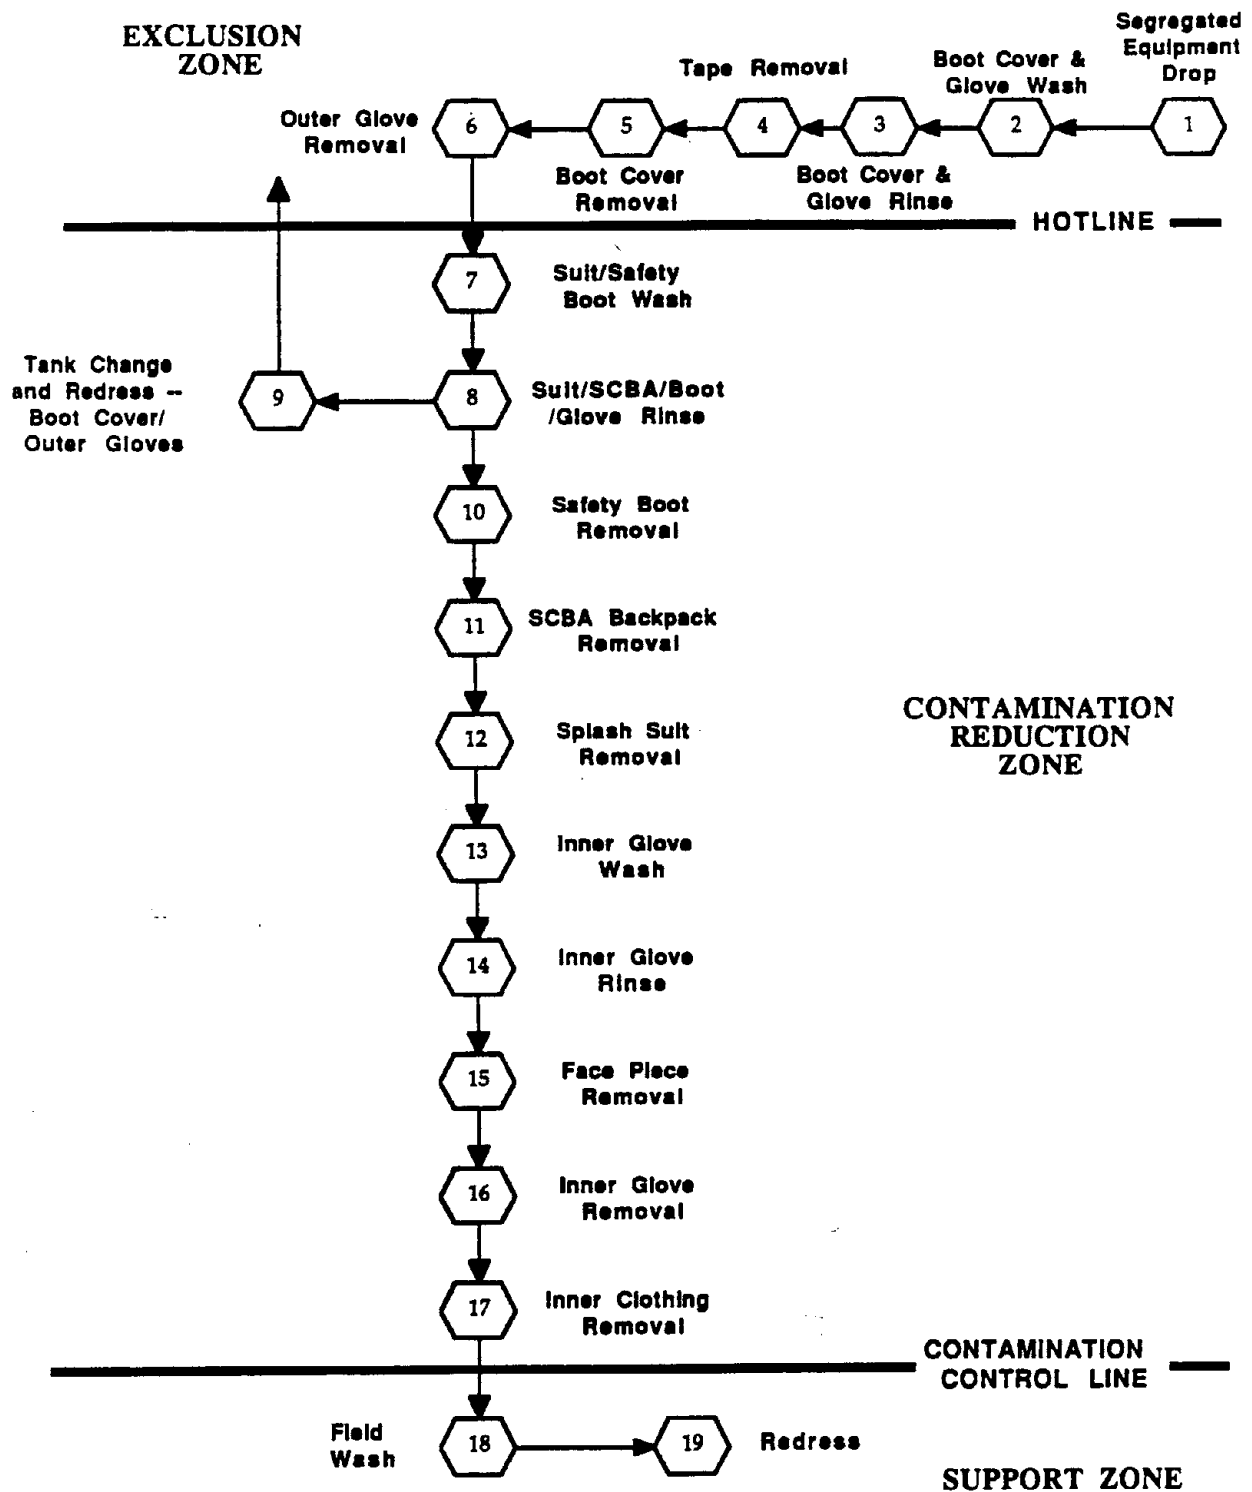 EXCLUSION
ZONE
Segregated
Equipment
Drop
1
Boot Cover &
Glove Wash
2
3
Boot Cover &
Glove Rinse
Tape Removal
4
5
Boot Cover
Removal
Outer Glove
Removal
6
HOTLINE
7
Suit/Safety
Boot Wash
8
Suit/SCBA/Boot
/Glove Rinse
Tank Change
and Redress --
Boot Cover/
Outer Gloves
9
10
Safety Boot
Removal
11
SCBA Backpack
Removal
12
Splash Suit
Removal
CONTAMINATION
REDUCTION
ZONE
13
Inner Glove
Wash
14
Inner Glove
Rinse
15
Face Piece
Removal
16
Inner Glove
Removal
17
Inner Clothing
Removal
CONTAMINATION
CONTROL LINE
Field
Wash
18
19
Redress
SUPPORT ZONE